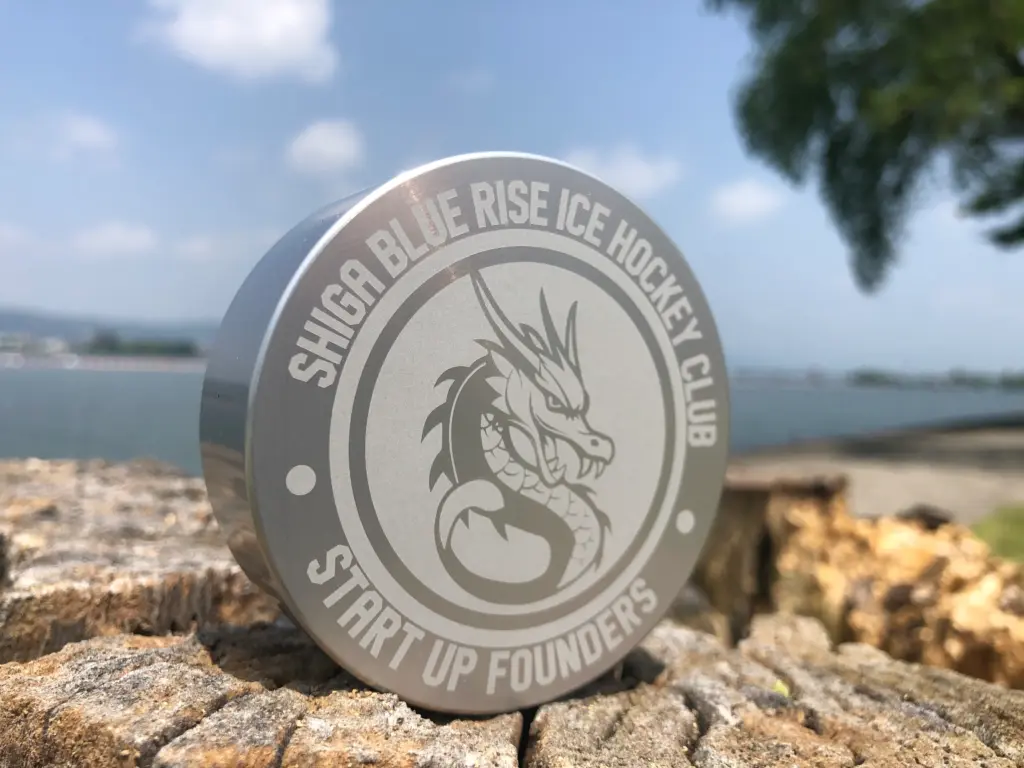 SHIGA BLUE RISE ICE HOCKEY CLUB
START UP FOUNDERS